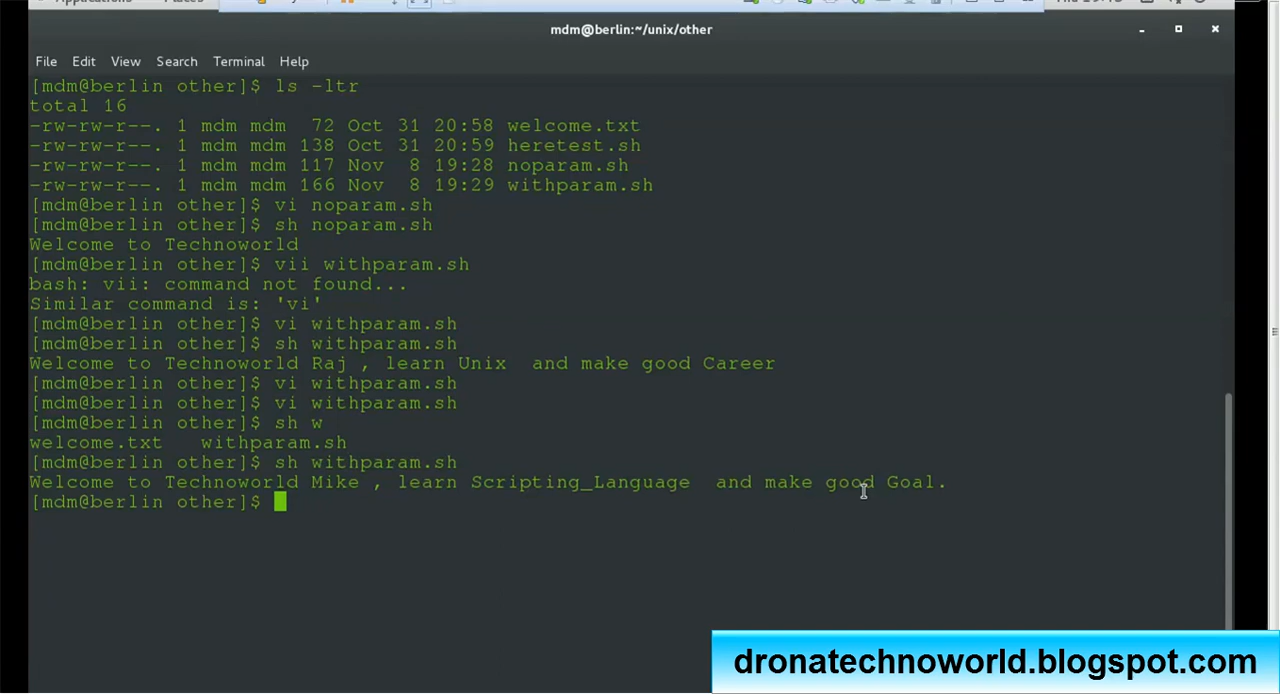 mdm@berlin:~/unix/other
File Edit View Search Terminal Help
[mdm@berlin other]$ ls -ltr
total 16
-rw-rw-r--. 1 mdm mdm  72 Oct 31 20:58 welcome.txt
-rw-rw-r--. 1 mdm mdm 138 Oct 31 20:59 heretest.sh
-rw-rw-r--. 1 mdm mdm 117 Nov  8 19:28 noparam.sh
-rw-rw-r--. 1 mdm mdm 166 Nov  8 19:29 withparam.sh
[mdm@berlin other]$ vi noparam.sh
[mdm@berlin other]$ sh noparam.sh
Welcome to Technoworld
[mdm@berlin other]$ vii withparam.sh
bash: vii: command not found...
Similar command is: 'vi'
[mdm@berlin other]$ vi withparam.sh
[mdm@berlin other]$ sh withparam.sh
Welcome to Technoworld Raj , learn Unix  and make good Career
[mdm@berlin other]$ vi withparam.sh
[mdm@berlin other]$ vi withparam.sh
[mdm@berlin other]$ sh w
welcome.txt   withparam.sh
[mdm@berlin other]$ sh withparam.sh
Welcome to Technoworld Mike , learn Scripting_Language  and make good Goal.
[mdm@berlin other]$
dronatechnoworld.blogspot.com